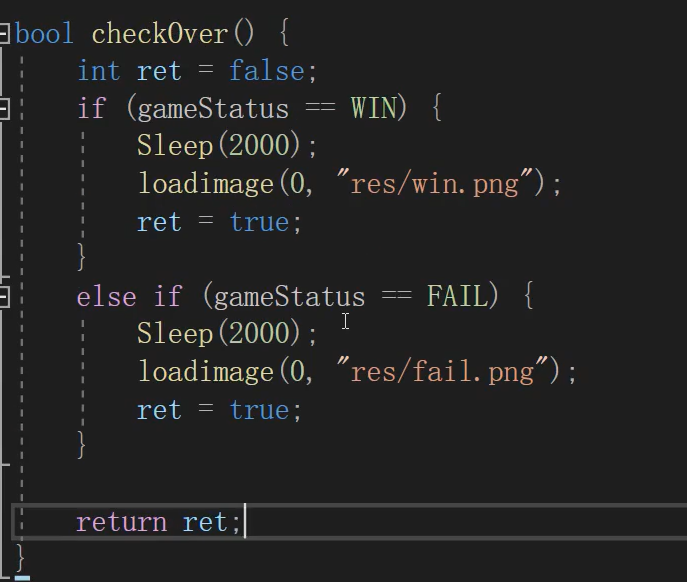 bool checkOver() {
    int ret = false;
    if (gameStatus == WIN) {
        Sleep(2000);
        loadimage(0, "res/win.png");
        ret = true;
    }
    else if (gameStatus == FAIL) {
        Sleep(2000);
        loadimage(0, "res/fail.png");
        ret = true;
    }
    return ret;
}